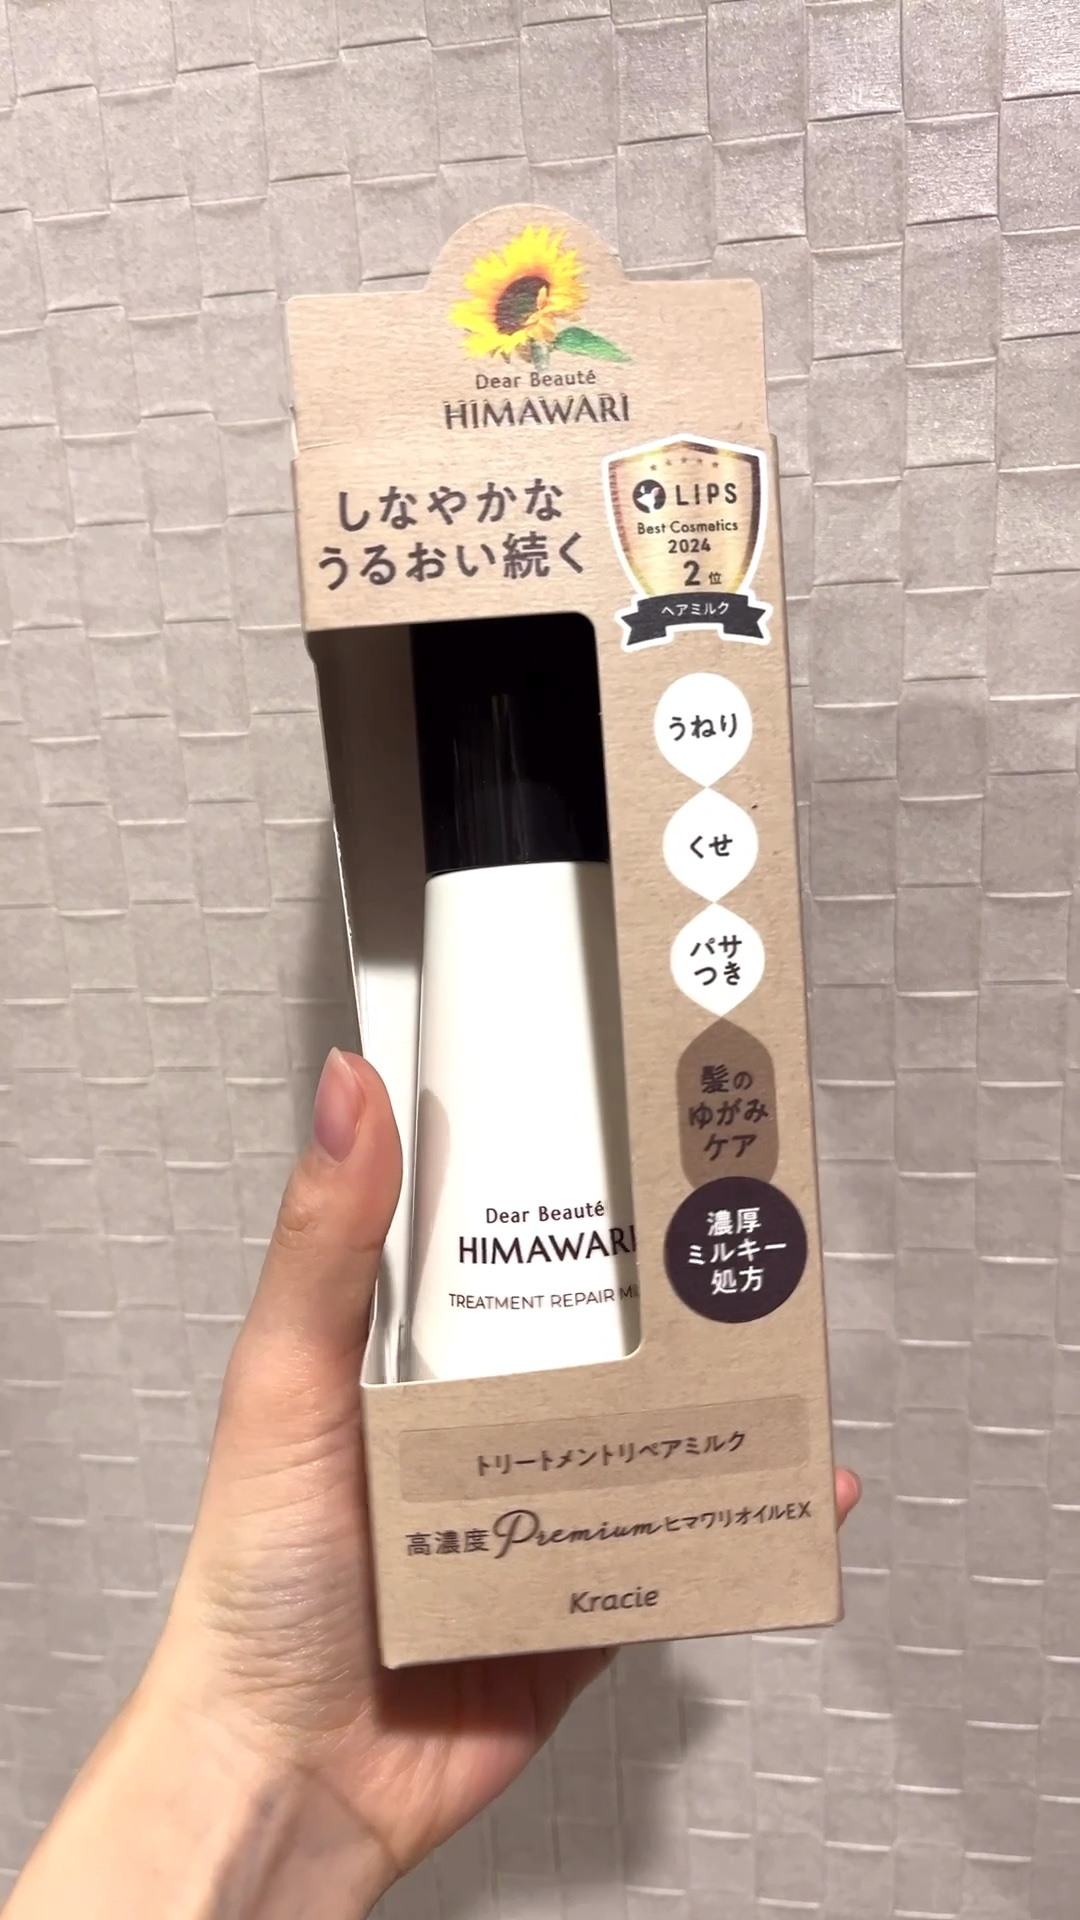 Dear Beauté
HIMAWARI
しなやかな
うるおい続く
LIPS
Best Cosmetics
2024
2位
ヘアミルク
うねり
くせ
パサ
つき
髪の
ゆがみ
ケア
濃厚
ミルキー
処方
Dear Beauté
HIMAWARI
TREATMENT REPAIR
トリートメントリペアミルク
高濃度PremiumヒマワリオイルEX
Kracie